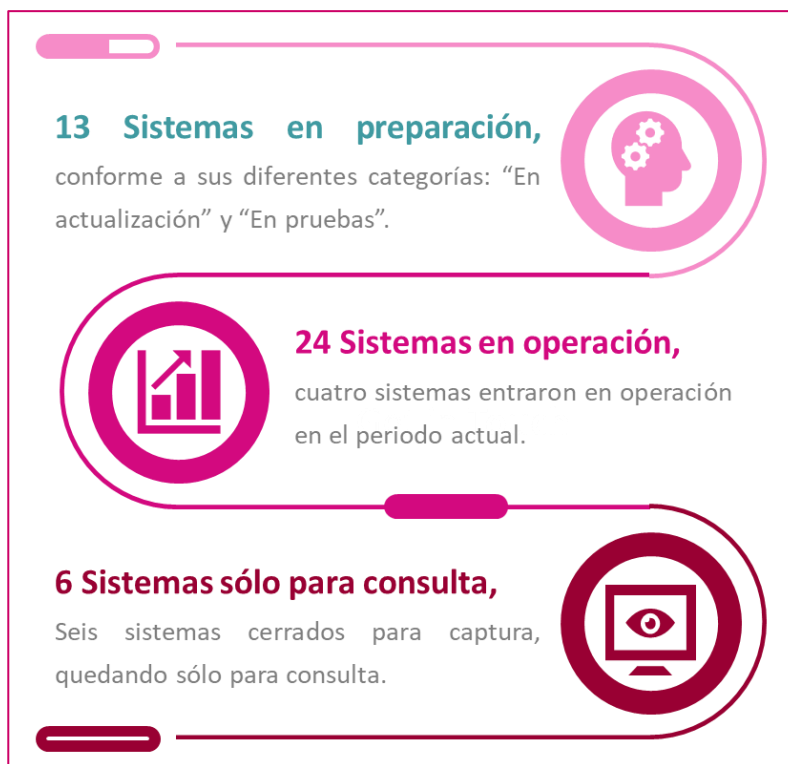 13 Sistemas en preparación,
conforme a sus diferentes categorías: “En
actualización” y “En pruebas”.
24 Sistemas en operación,
cuatro sistemas entraron en operación
en el periodo actual.
6 Sistemas sólo para consulta,
Seis sistemas cerrados para captura,
quedando sólo para consulta.